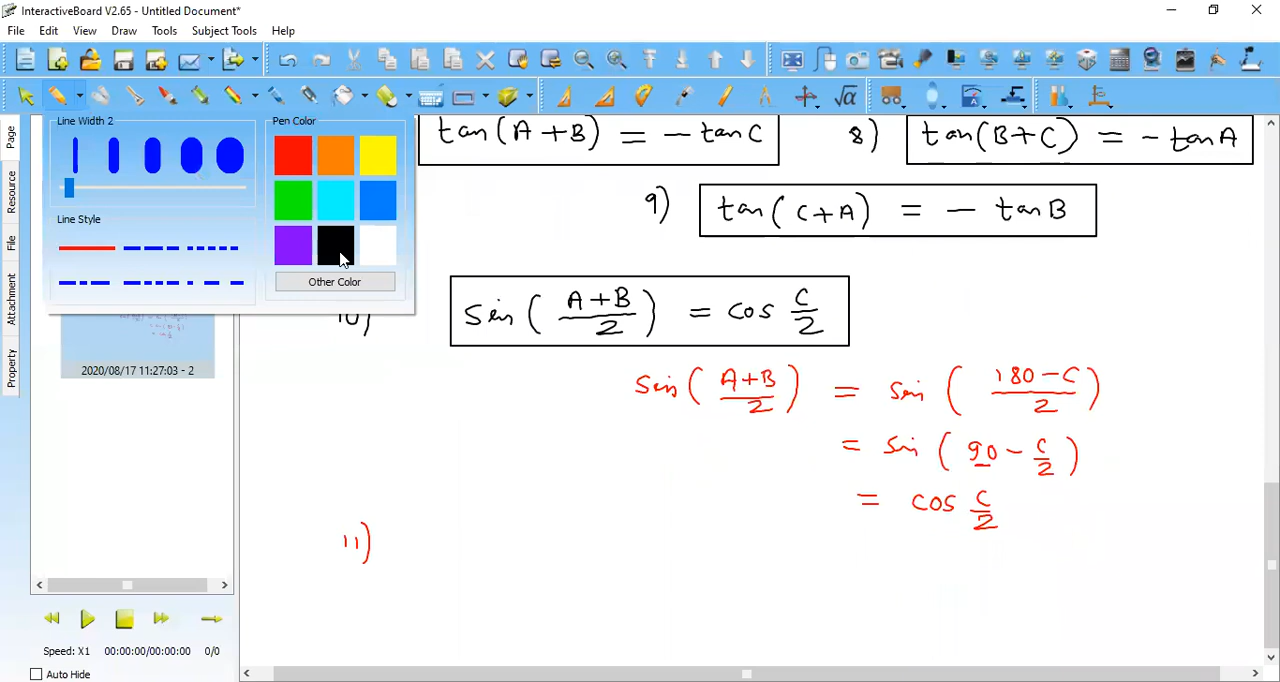 InteractiveBoard V2.65 - Untitled Document*
File Edit View Draw Tools Subject Tools Help
Line Width 2
Pen Color
Line Style
Other Color
Page
Resource
File
Attachment
Property
2020/08/17 11:27:03 - 2
Speed: X1 00:00:00/00:00:00 0/0
Auto Hide
tan(A+B) = - tanC 8) tan(B+C) = - tanA
9) tan(C+A) = - tanB
10) sin((A+B)/2) = cos C/2
sin((A+B)/2) = sin((180-C)/2)
= sin(90 - C/2)
= cos C/2
11)